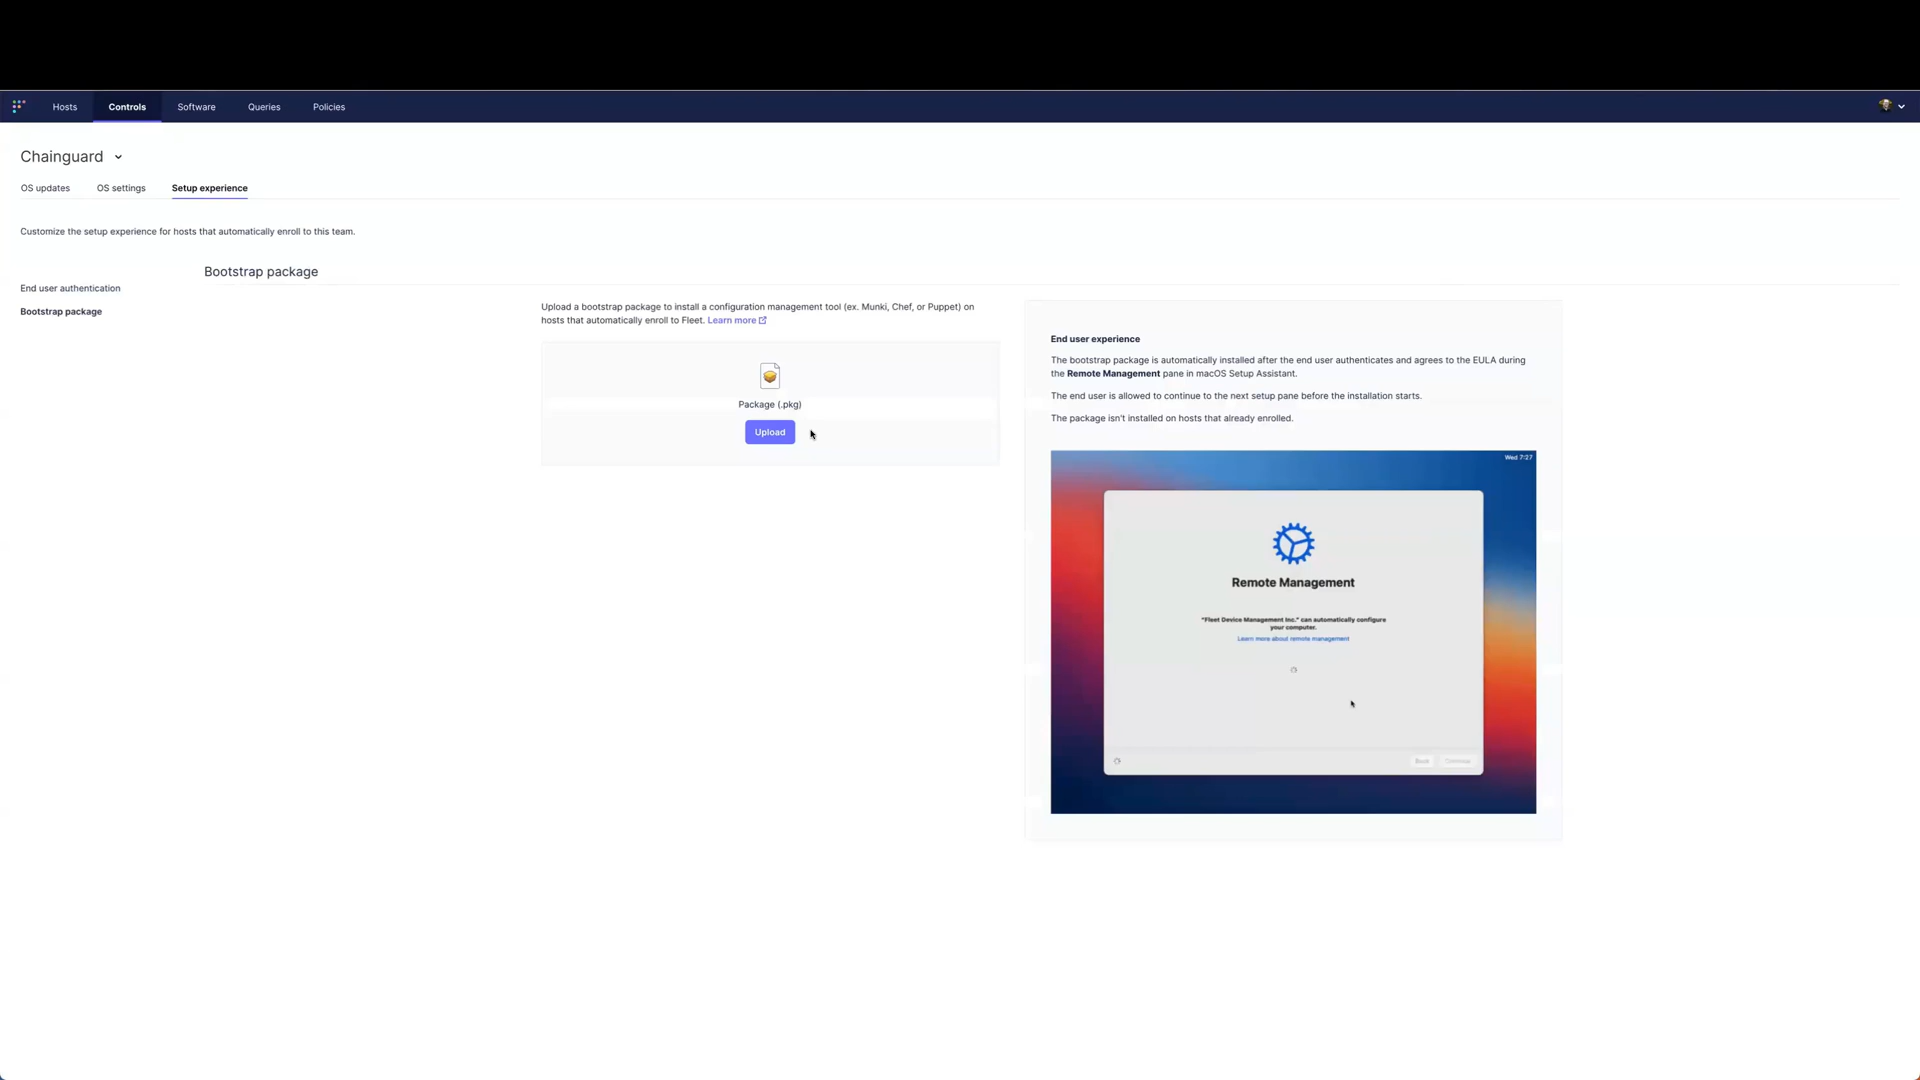 Hosts
Controls
Software
Queries
Policies
Chainguard
OS updates
OS settings
Setup experience
Customize the setup experience for hosts that automatically enroll to this team.
End user authentication
Bootstrap package
Bootstrap package
Upload a bootstrap package to install a configuration management tool (ex. Munki, Chef, or Puppet) on
hosts that automatically enroll to Fleet. Learn more
Package (.pkg)
Upload
End user experience
The bootstrap package is automatically installed after the end user authenticates and agrees to the EULA during
the Remote Management pane in macOS Setup Assistant.
The end user is allowed to continue to the next setup pane before the installation starts.
The package isn't installed on hosts that already enrolled.
Wed 7:27
Remote Management
"Fleet Device Management Inc." can automatically configure
your computer.
Learn more about remote management
Back
Continue